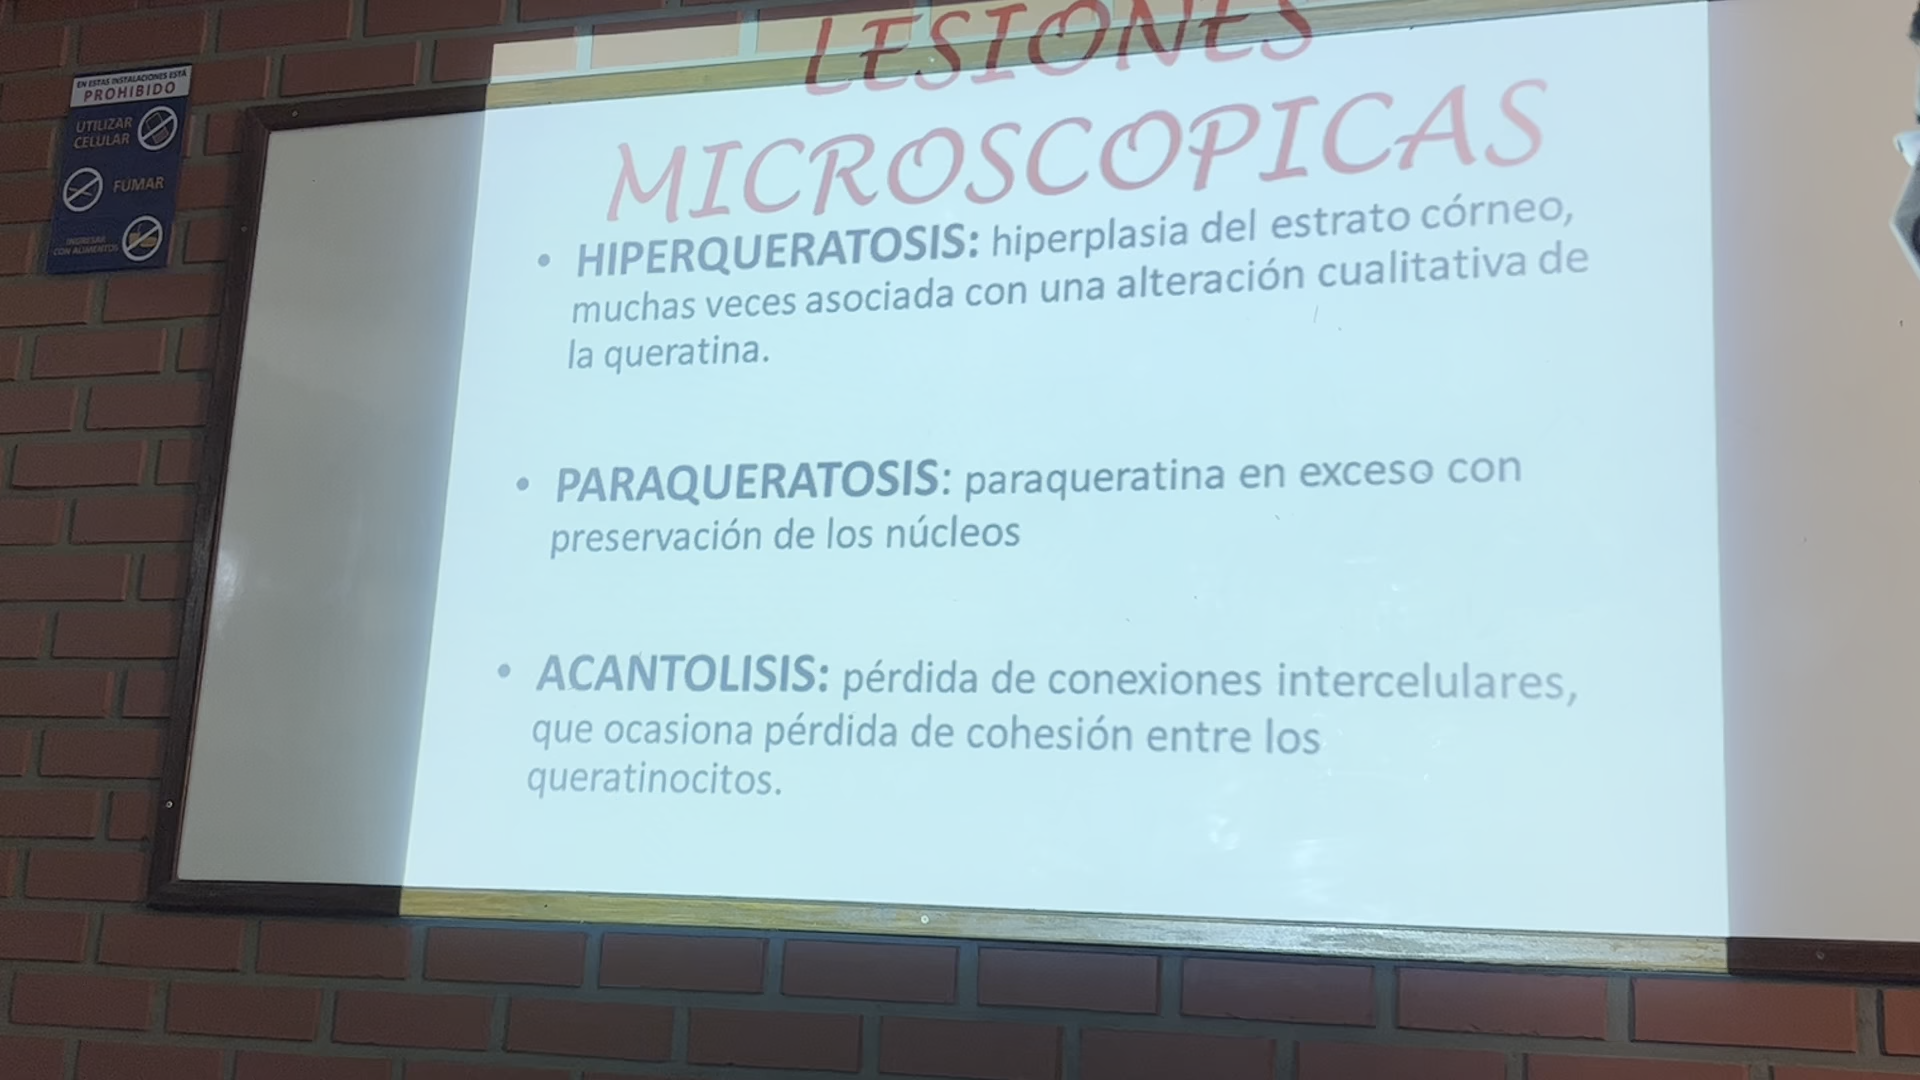 EN ESTAS INSTALACIONES ESTÁ
PROHIBIDO
UTILIZAR
CELULAR
FUMAR
INGRESAR
CON ALIMENTOS
LESIONES
MICROSCOPICAS
• HIPERQUERATOSIS: hiperplasia del estrato córneo,
muchas veces asociada con una alteración cualitativa de
la queratina.
• PARAQUERATOSIS: paraqueratina en exceso con
preservación de los núcleos
• ACANTOLISIS: pérdida de conexiones intercelulares,
que ocasiona pérdida de cohesión entre los
queratinocitos.